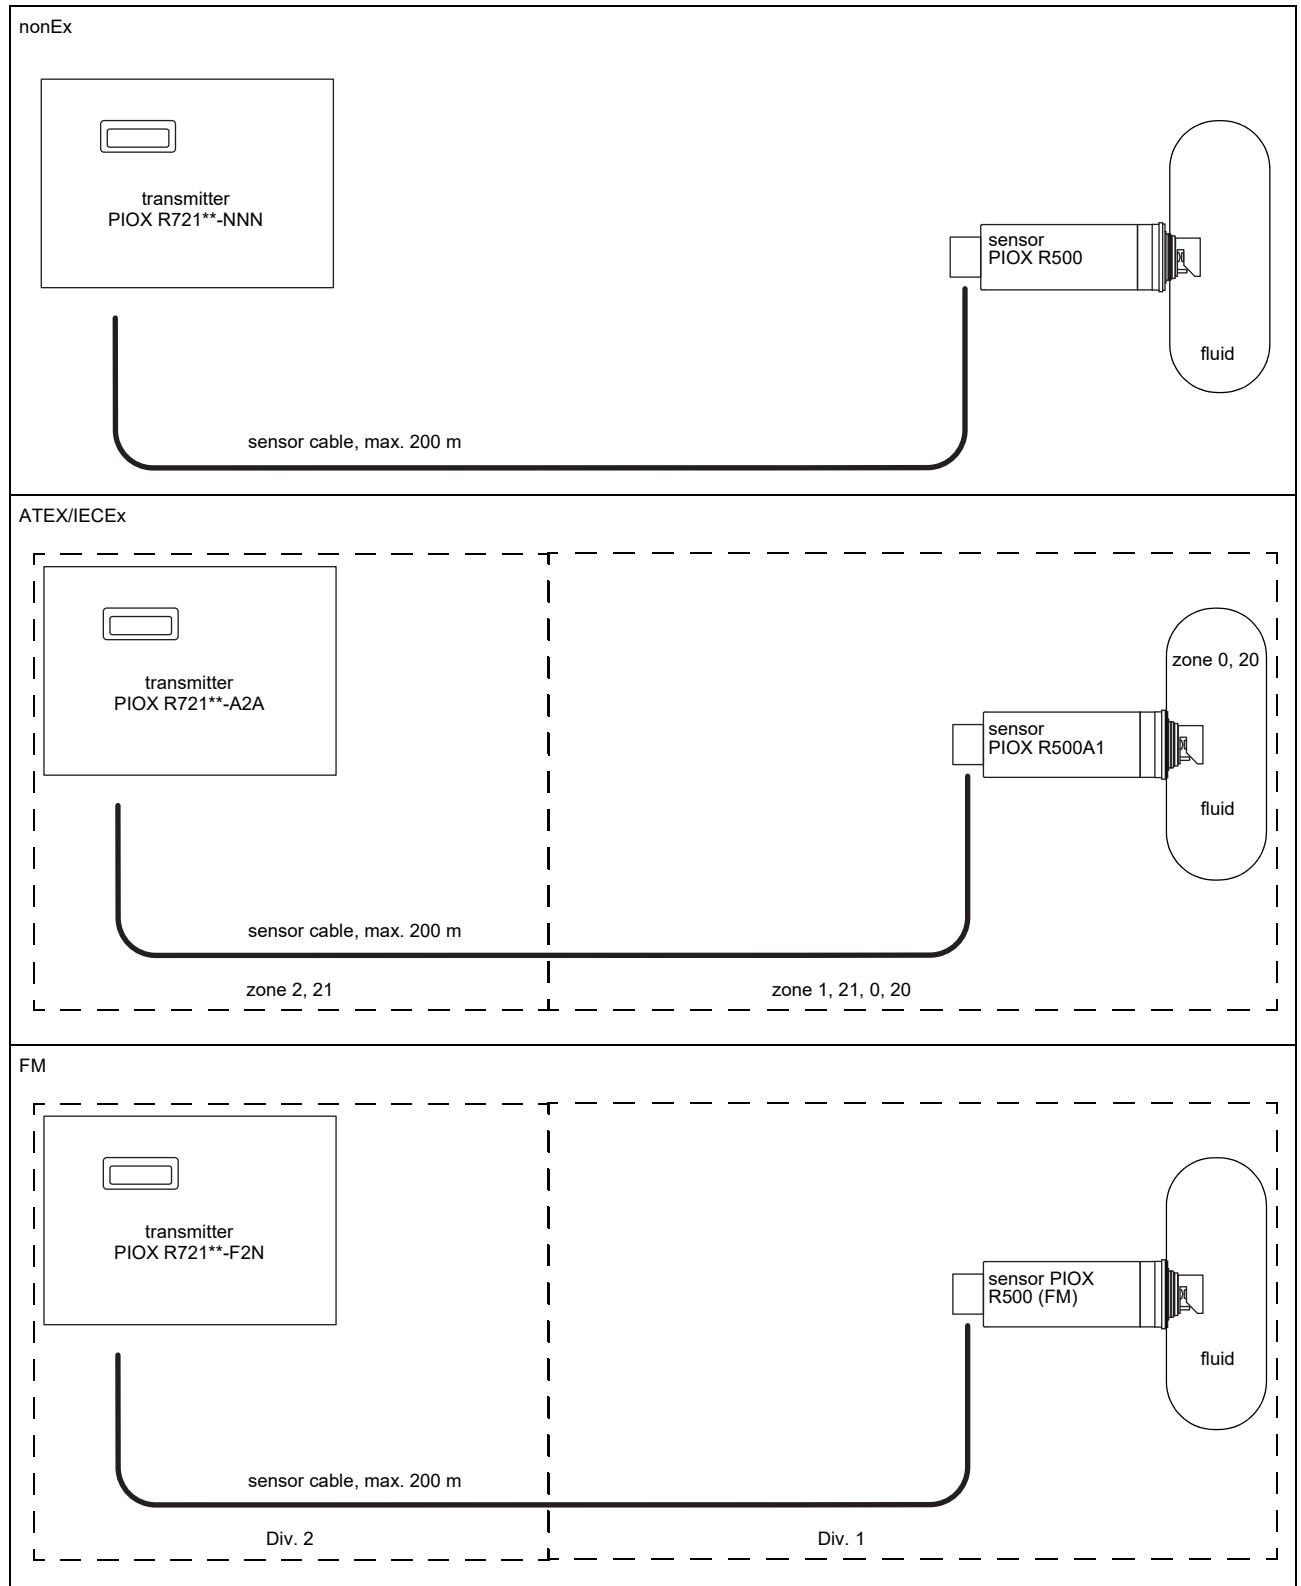 nonEx
transmitter
PIOX R721**-NNN
sensor
PIOX R500
fluid
sensor cable, max. 200 m
ATEX/IECEx
transmitter
PIOX R721**-A2A
zone 0, 20
sensor
PIOX R500A1
fluid
sensor cable, max. 200 m
zone 2, 21
zone 1, 21, 0, 20
FM
transmitter
PIOX R721**-F2N
sensor PIOX
R500 (FM)
fluid
sensor cable, max. 200 m
Div. 2
Div. 1